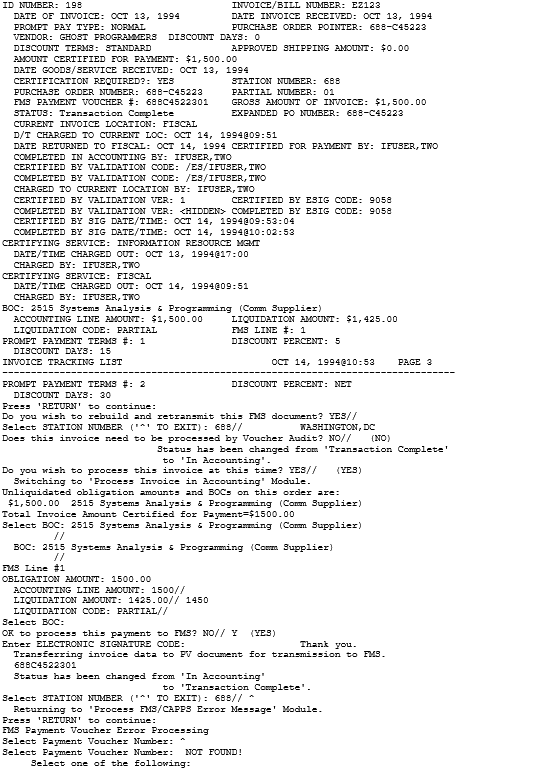 ID NUMBER: 198 INVOICE/BILL NUMBER: EZ123
DATE OF INVOICE: OCT 13, 1994 DATE INVOICE RECEIVED: OCT 13, 1994
PROMPT PAY TYPE: NORMAL PURCHASE ORDER POINTER: 688-C45223
VENDOR: GHOST PROGRAMMERS DISCOUNT DAYS: 0
DISCOUNT TERMS: STANDARD APPROVED SHIPPING AMOUNT: $0.00
AMOUNT CERTIFIED FOR PAYMENT: $1,500.00
DATE GOODS/SERVICE RECEIVED: OCT 13, 1994
CERTIFICATION REQUIRED?: YES STATION NUMBER: 688
PURCHASE ORDER NUMBER: C45223 PARTIAL NUMBER: 01
FMS PAYMENT VOUCHER #: 688C4522301 GROSS AMOUNT OF INVOICE: $1,500.00
STATUS: Transaction Complete EXPANDED PO NUMBER: 688-C45223
CURRENT INVOICE LOCATION: FISCAL
D/T CHARGED TO CURRENT LOC: OCT 14, 1994@09:51
DATE RETURNED TO FISCAL: OCT 14, 1994 CERTIFIED FOR PAYMENT BY: IFUSER,TWO
COMPLETED IN ACCOUNTING BY: IFUSER,TWO
CERTIFIED BY VALIDATION CODE: /ES/IFUSER,TWO
COMPLETED BY VALIDATION CODE: /ES/IFUSER,TWO
CHARGED TO CURRENT LOCATION BY: IFUSER,TWO
CERTIFIED BY VALIDATION VER: 1 CERTIFIED BY ESIG CODE: 9058
COMPLETED BY VALIDATION VER: <HIDDEN> COMPLETED BY ESIG CODE: 9058
CERTIFIED BY SIG DATE/TIME: OCT 14, 1994@09:53:04
COMPLETED BY SIG DATE/TIME: OCT 14, 1994@10:02:53
CERTIFYING SERVICE: INFORMATION RESOURCE MGMT
DATE/TIME CHARGED OUT: OCT 13, 1994@17:00
CHARGED BY: IFUSER,TWO
CERTIFYING SERVICE: FISCAL
DATE/TIME CHARGED OUT: OCT 14, 1994@09:51
CHARGED BY: IFUSER,TWO
BOC: 2515 Systems Analysis & Programming (Comm Supplier)
ACCOUNTING LINE AMOUNT: $1,500.00 LIQUIDATION AMOUNT: $1,425.00
LIQUIDATION CODE: PARTIAL FMS LINE #: 1
PROMPT PAYMENT TERMS #: 1 DISCOUNT PERCENT: 5
DISCOUNT DAYS: 15
INVOICE TRACKING LIST OCT 14, 1994@10:53 PAGE 3
--------------------------------------------------------------------------------
PROMPT PAYMENT TERMS #: 2 DISCOUNT PERCENT: NET
DISCOUNT DAYS: 30
Press 'RETURN' to continue:
Do you wish to rebuild and retransmit this FMS document? YES//
Select STATION NUMBER ('^' TO EXIT): 688// WASHINGTON,DC
Does this invoice need to be processed by Voucher Audit? NO// (NO)
Status has been changed from 'Transaction Complete'
to 'In Accounting'.
Do you wish to process this invoice at this time? YES// (YES)
Switching to 'Process Invoice in Accounting' Module.
Unliquidated obligation amounts and BOCs on this order are:
$1,500.00 2515 Systems Analysis & Programming (Comm Supplier)
Total Invoice Amount Certified for Payment=$1500.00
Select BOC: 2515 Systems Analysis & Programming (Comm Supplier)
//
BOC: 2515 Systems Analysis & Programming (Comm Supplier)
//
FMS Line #1
OBLIGATION AMOUNT: 1500.00
ACCOUNTING LINE AMOUNT: 1500//
LIQUIDATION AMOUNT: 1425.00// 1450
LIQUIDATION CODE: PARTIAL//
Select BOC:
OK to process this payment to FMS? NO// Y (YES)
Enter ELECTRONIC SIGNATURE CODE: Thank you.
Transferring invoice data to PV document for transmission to FMS.
688C4522301
Status has been changed from 'In Accounting'
to 'Transaction Complete'.
Select STATION NUMBER ('^' TO EXIT): 688// ^
Returning to 'Process FMS/CAPPS Error Message' Module.
Press 'RETURN' to continue:
FMS Payment Voucher Error Processing
Select Payment Voucher Number: ^
Select Payment Voucher Number: NOT FOUND!
Select one of the following: